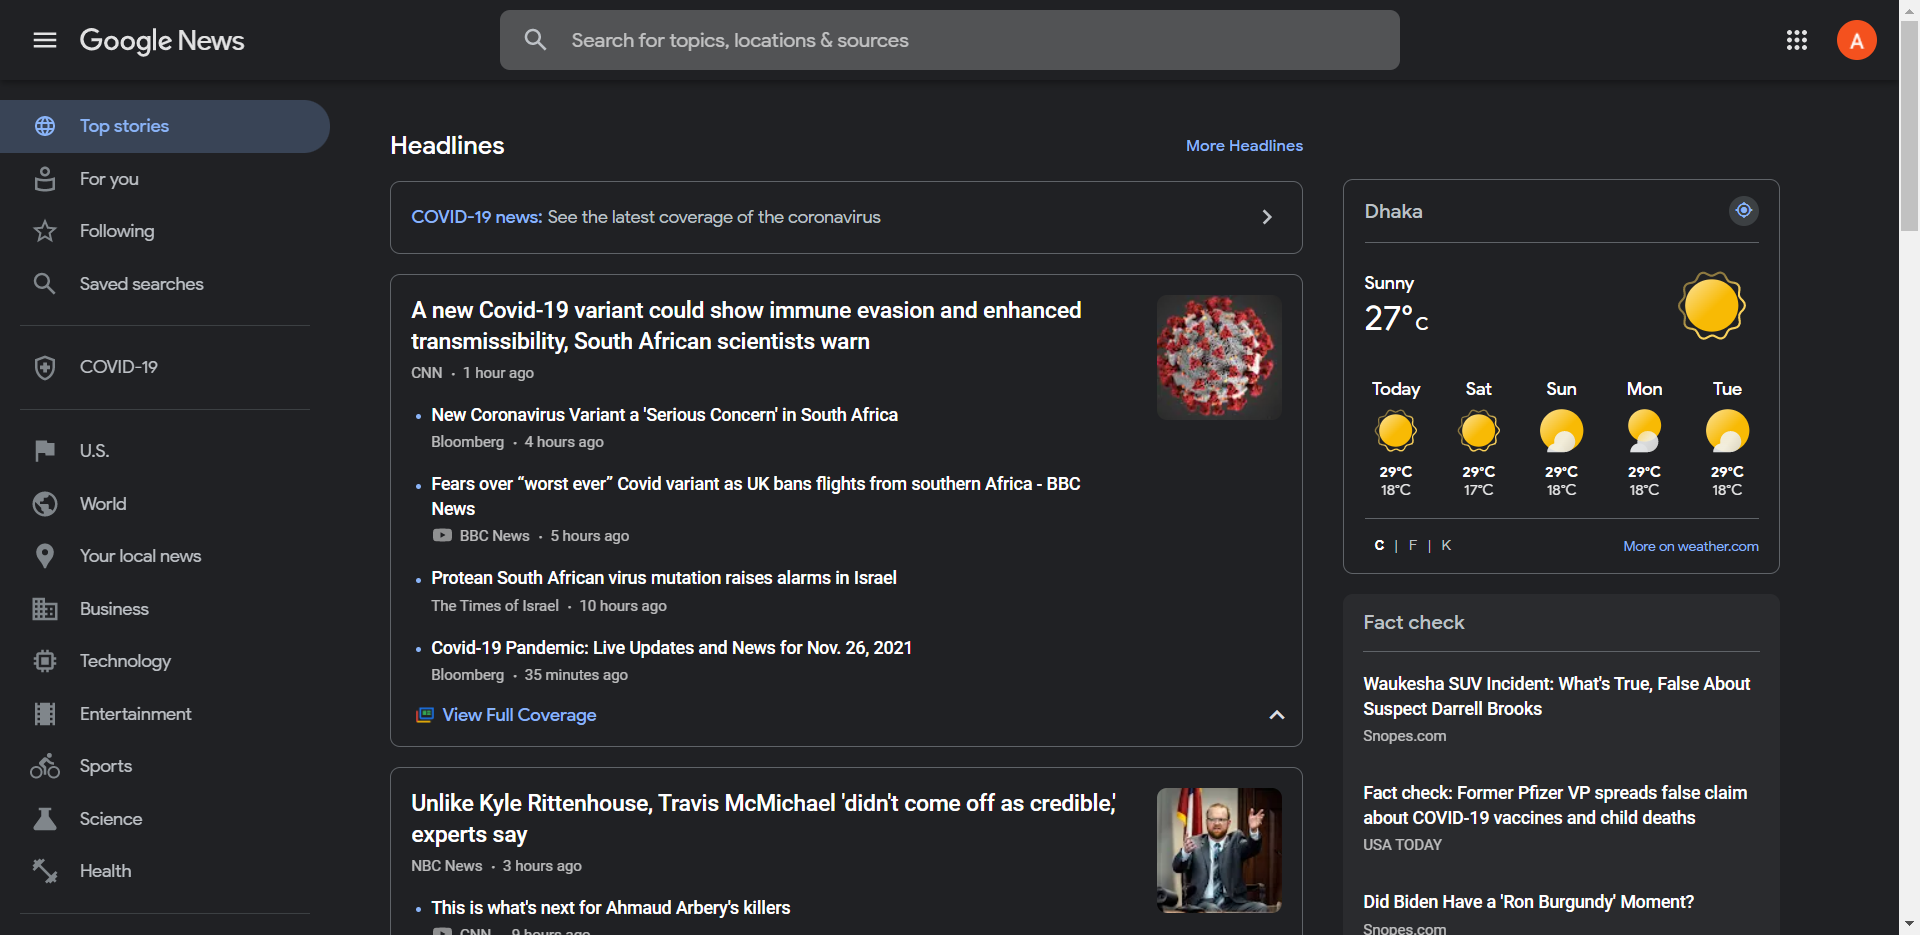 Google News
Search for topics, locations & sources
A
Top stories
For you
Following
Saved searches
COVID-19
U.S.
World
Your local news
Business
Technology
Entertainment
Sports
Science
Health
Headlines
More Headlines
COVID-19 news: See the latest coverage of the coronavirus
A new Covid-19 variant could show immune evasion and enhanced
transmissibility, South African scientists warn
CNN · 1 hour ago
New Coronavirus Variant a 'Serious Concern' in South Africa
Bloomberg · 4 hours ago
Fears over “worst ever” Covid variant as UK bans flights from southern Africa - BBC
News
BBC News · 5 hours ago
Protean South African virus mutation raises alarms in Israel
The Times of Israel · 10 hours ago
Covid-19 Pandemic: Live Updates and News for Nov. 26, 2021
Bloomberg · 35 minutes ago
View Full Coverage
Unlike Kyle Rittenhouse, Travis McMichael 'didn't come off as credible,'
experts say
NBC News · 3 hours ago
This is what's next for Ahmaud Arbery's killers
CNN · 9 hours ago
Dhaka
Sunny
27°C
Today Sat Sun Mon Tue
29°C 29°C 29°C 29°C 29°C
18°C 17°C 18°C 18°C 18°C
C | F | K
More on weather.com
Fact check
Waukesha SUV Incident: What's True, False About
Suspect Darrell Brooks
Snopes.com
Fact check: Former Pfizer VP spreads false claim
about COVID-19 vaccines and child deaths
USA TODAY
Did Biden Have a 'Ron Burgundy' Moment?
Snopes.com